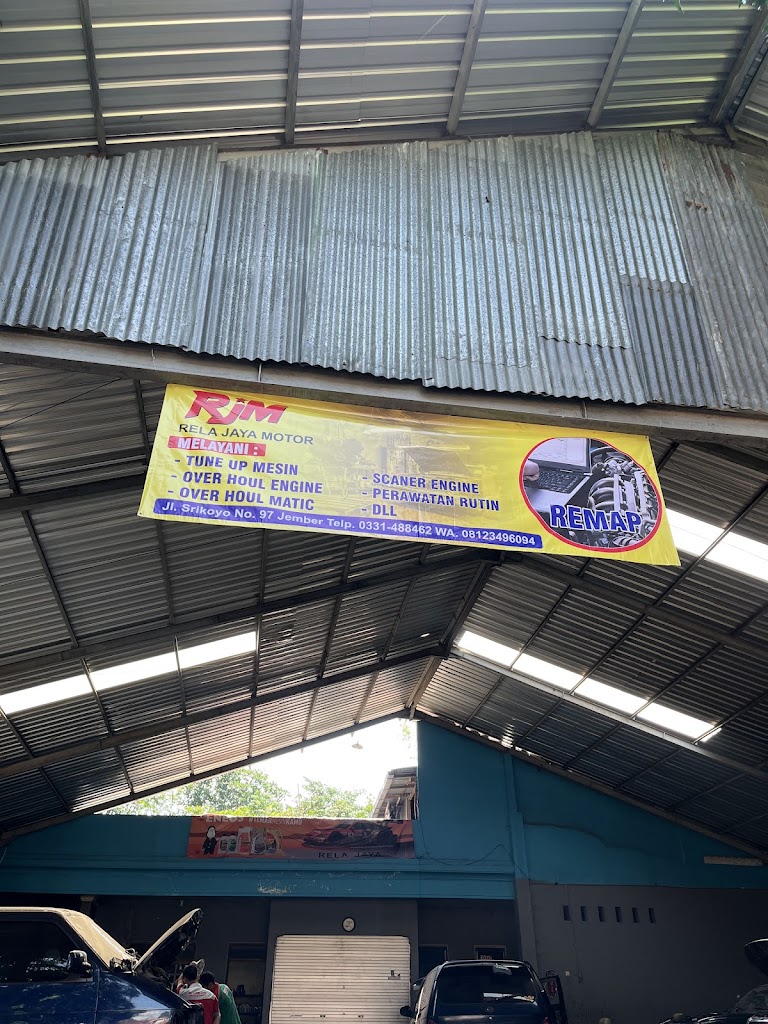 RJM
RELA JAYA MOTOR
MELAYANI :
- TUNE UP MESIN
- OVER HOUL ENGINE
- OVER HOUL MATIC
- SCANER ENGINE
- PERAWATAN RUTIN
- DLL
REMAP
Jl. Srikoyo No. 97 Jember Telp. 0331-488462 WA. 08123496094
ENEOS
RELA JAYA